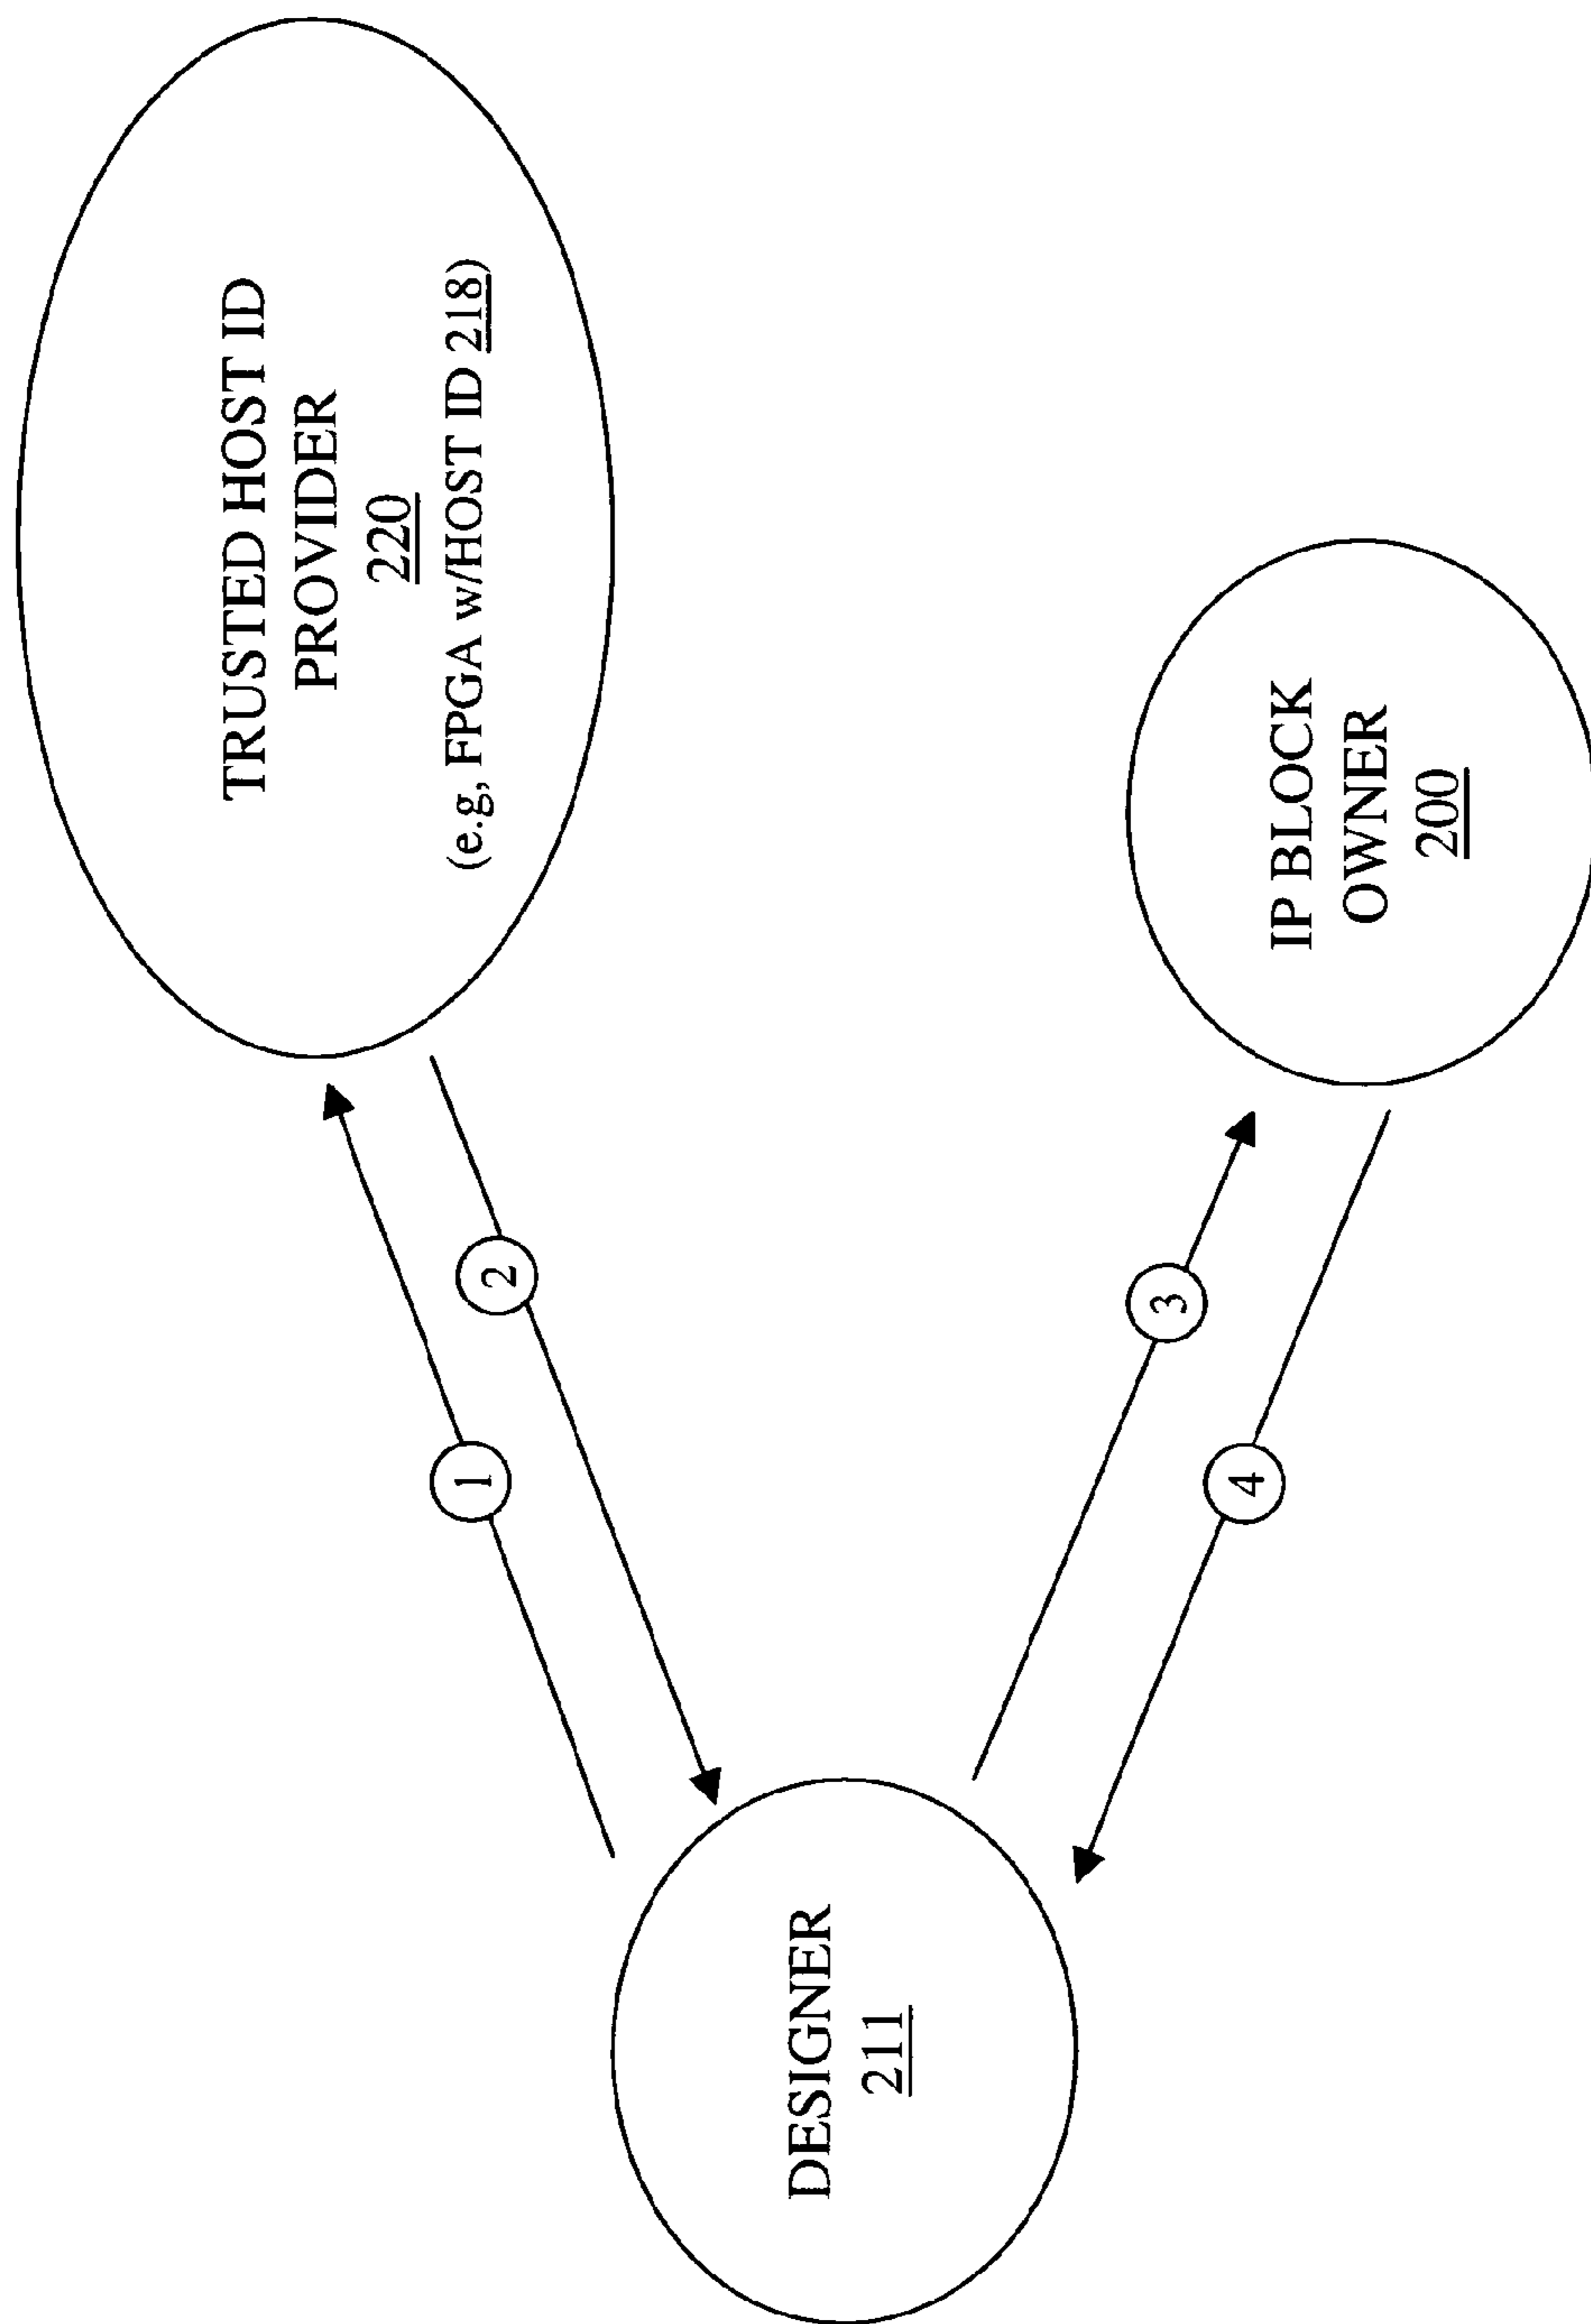 TRUSTED HOST ID
PROVIDER
220
(e.g, FPGA w/HOST ID 218)
1
2
DESIGNER
211
3
4
IP BLOCK
OWNER
200